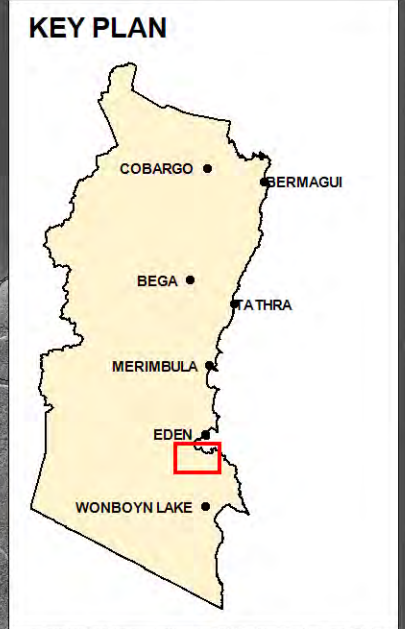 KEY PLAN
COBARGO
BERMAGUI
BEGA
TATHRA
MERIMBULA
EDEN
WONBOYN LAKE